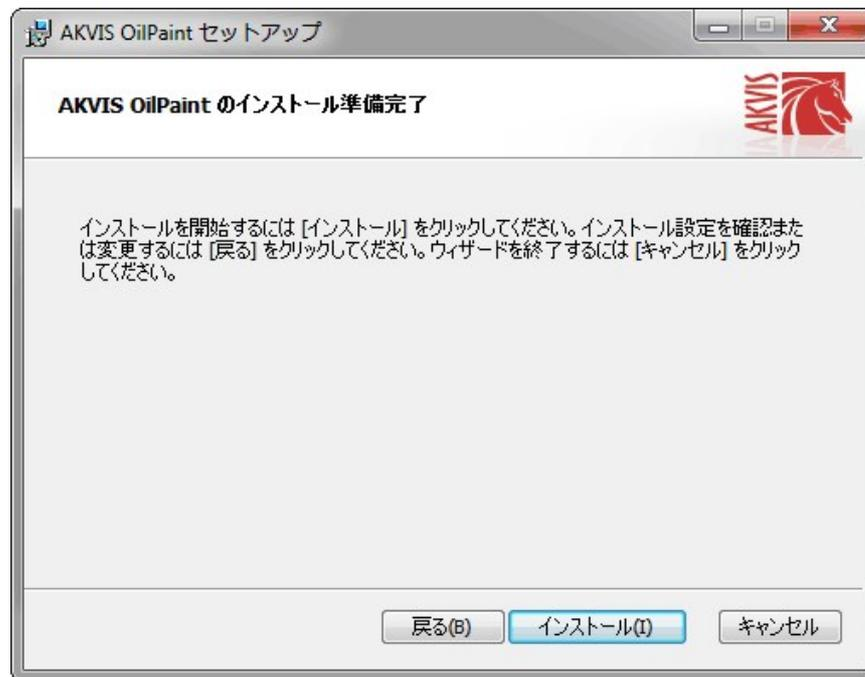 AKVIS OilPaint セットアップ
AKVIS OilPaint のインストール準備完了
AKVIS
インストールを開始するには [インストール] をクリックしてください。インストール設定を確認また
は変更するには [戻る] をクリックしてください。ウィザードを終了するには [キャンセル] をクリック
してください。
戻る(B)
インストール(I)
キャンセル